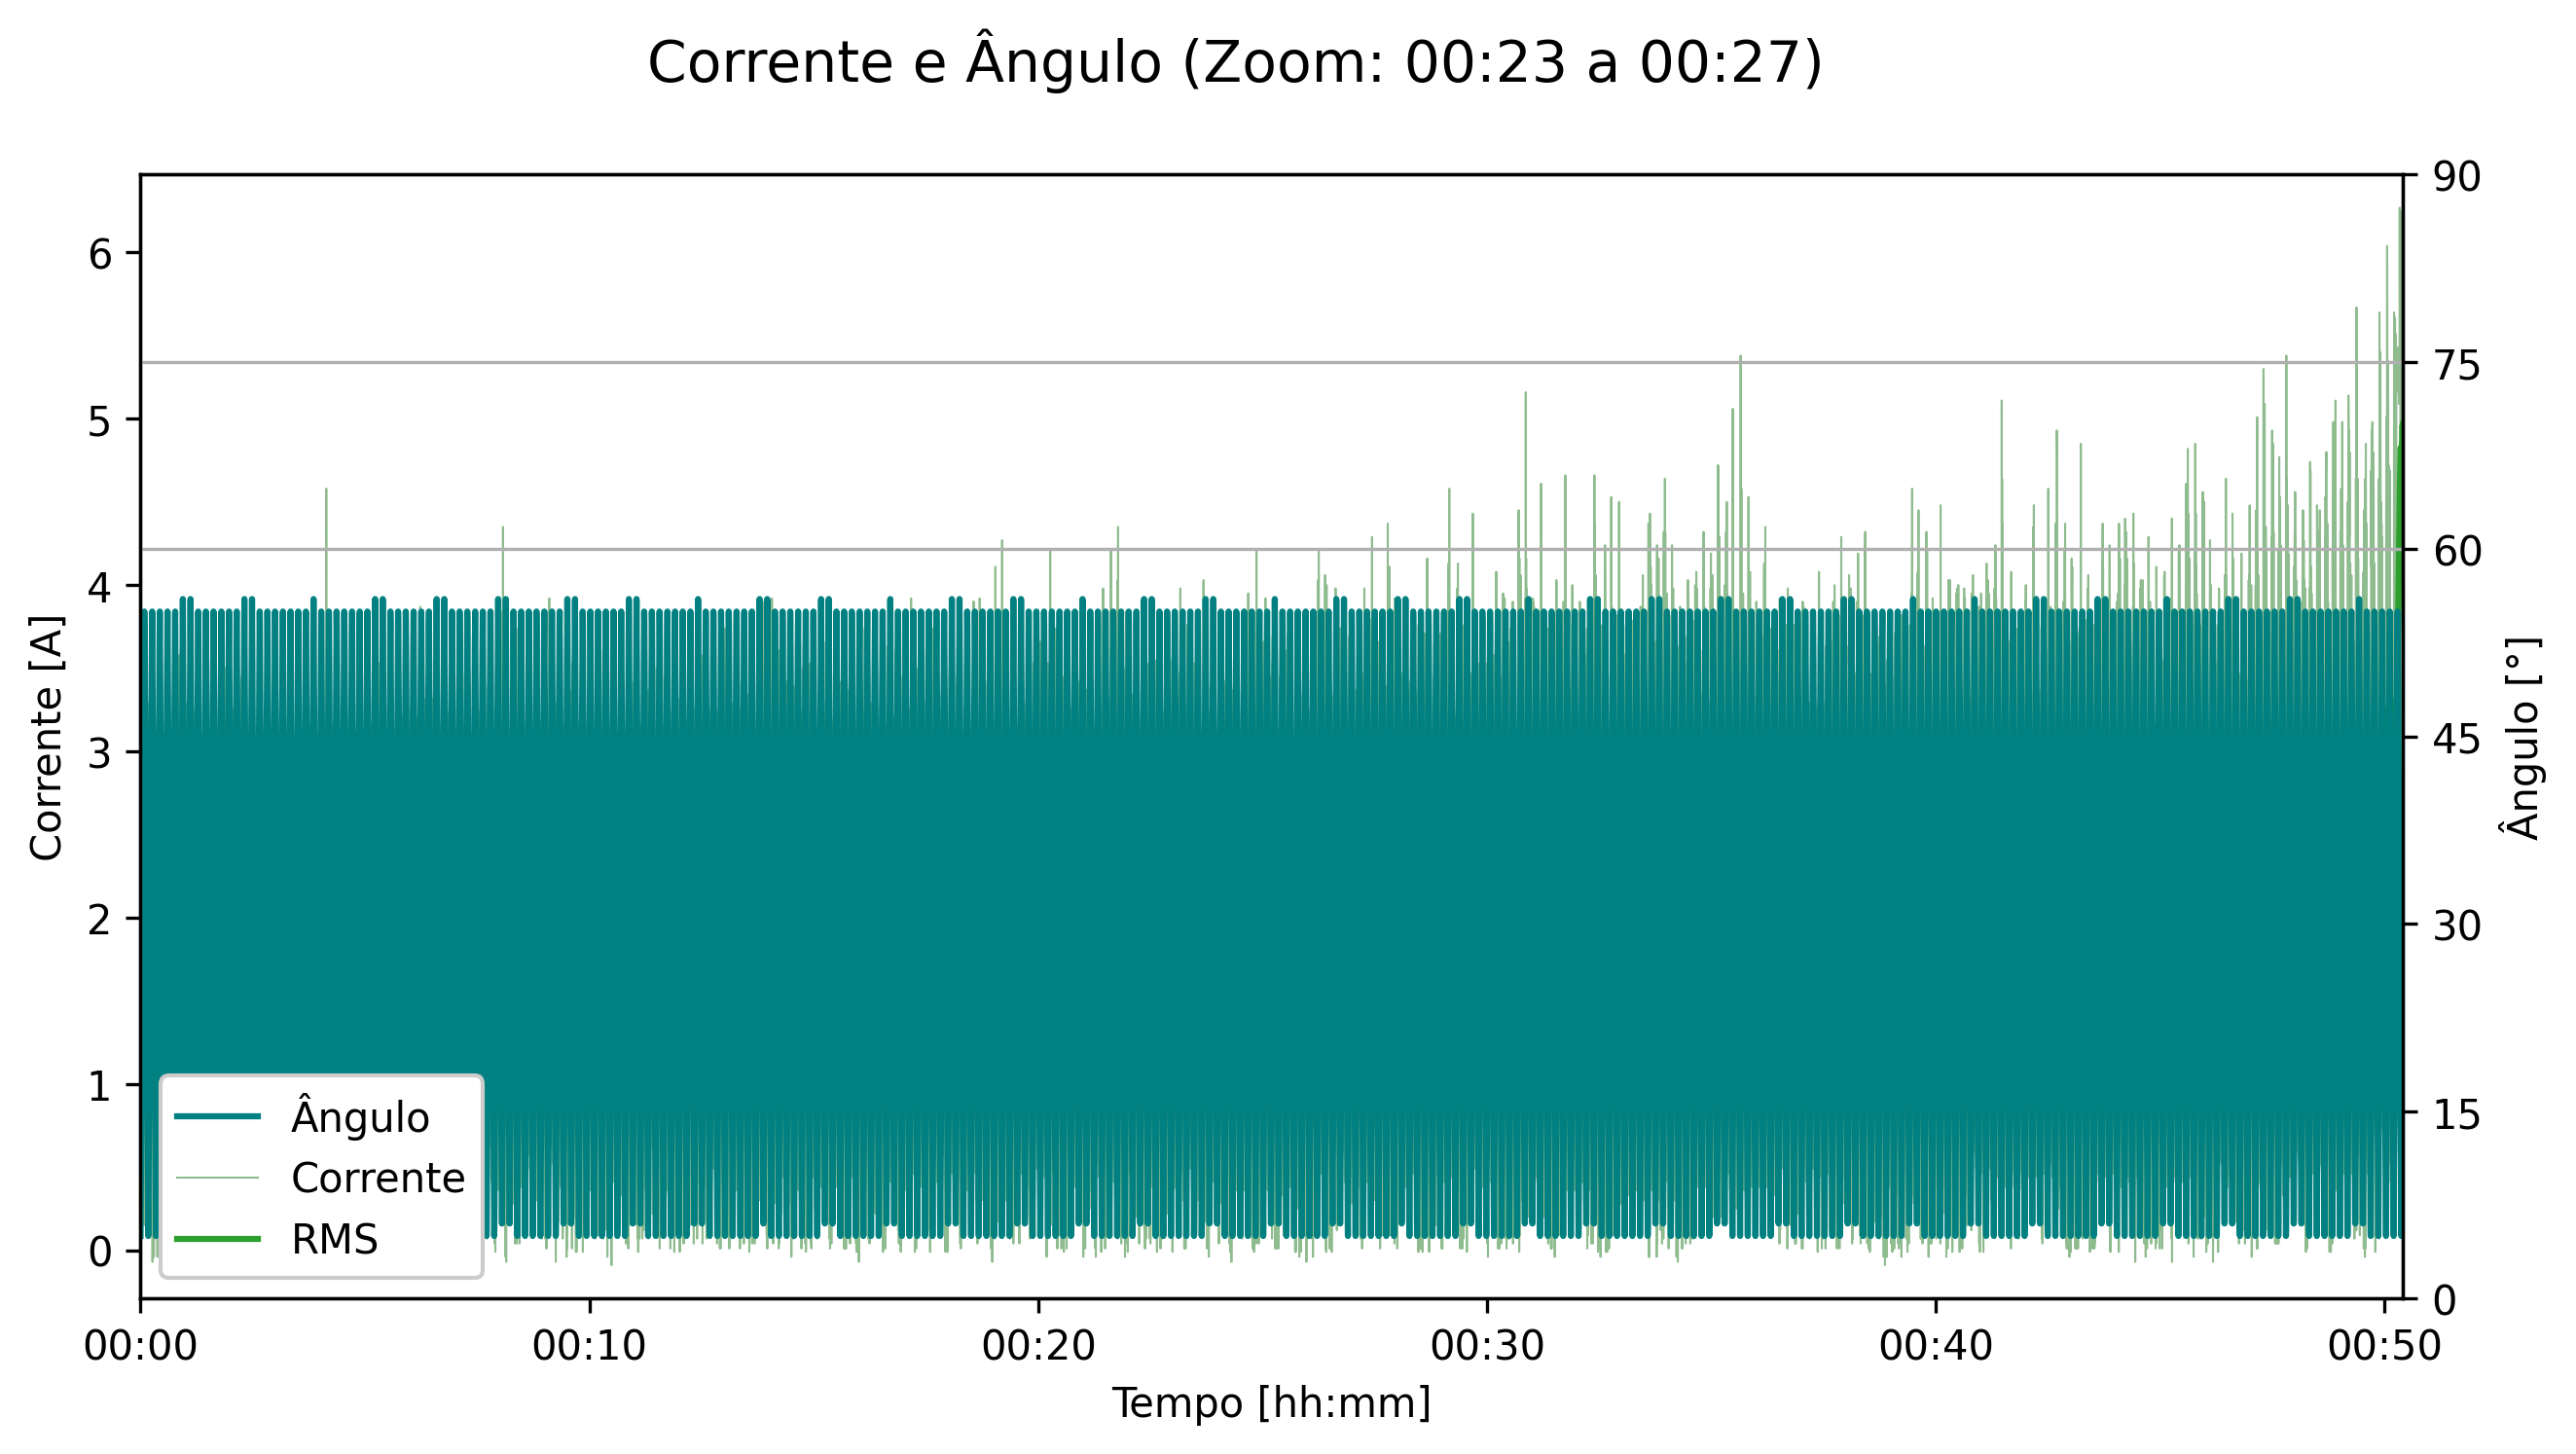 Corrente e Ângulo (Zoom: 00:23 a 00:27)
Corrente [A]
6
5
4
3
2
1
0
90
75
60
45
30
15
0
Ângulo [°]
Ângulo
Corrente
RMS
00:00 00:10 00:20 00:30 00:40 00:50
Tempo [hh:mm]